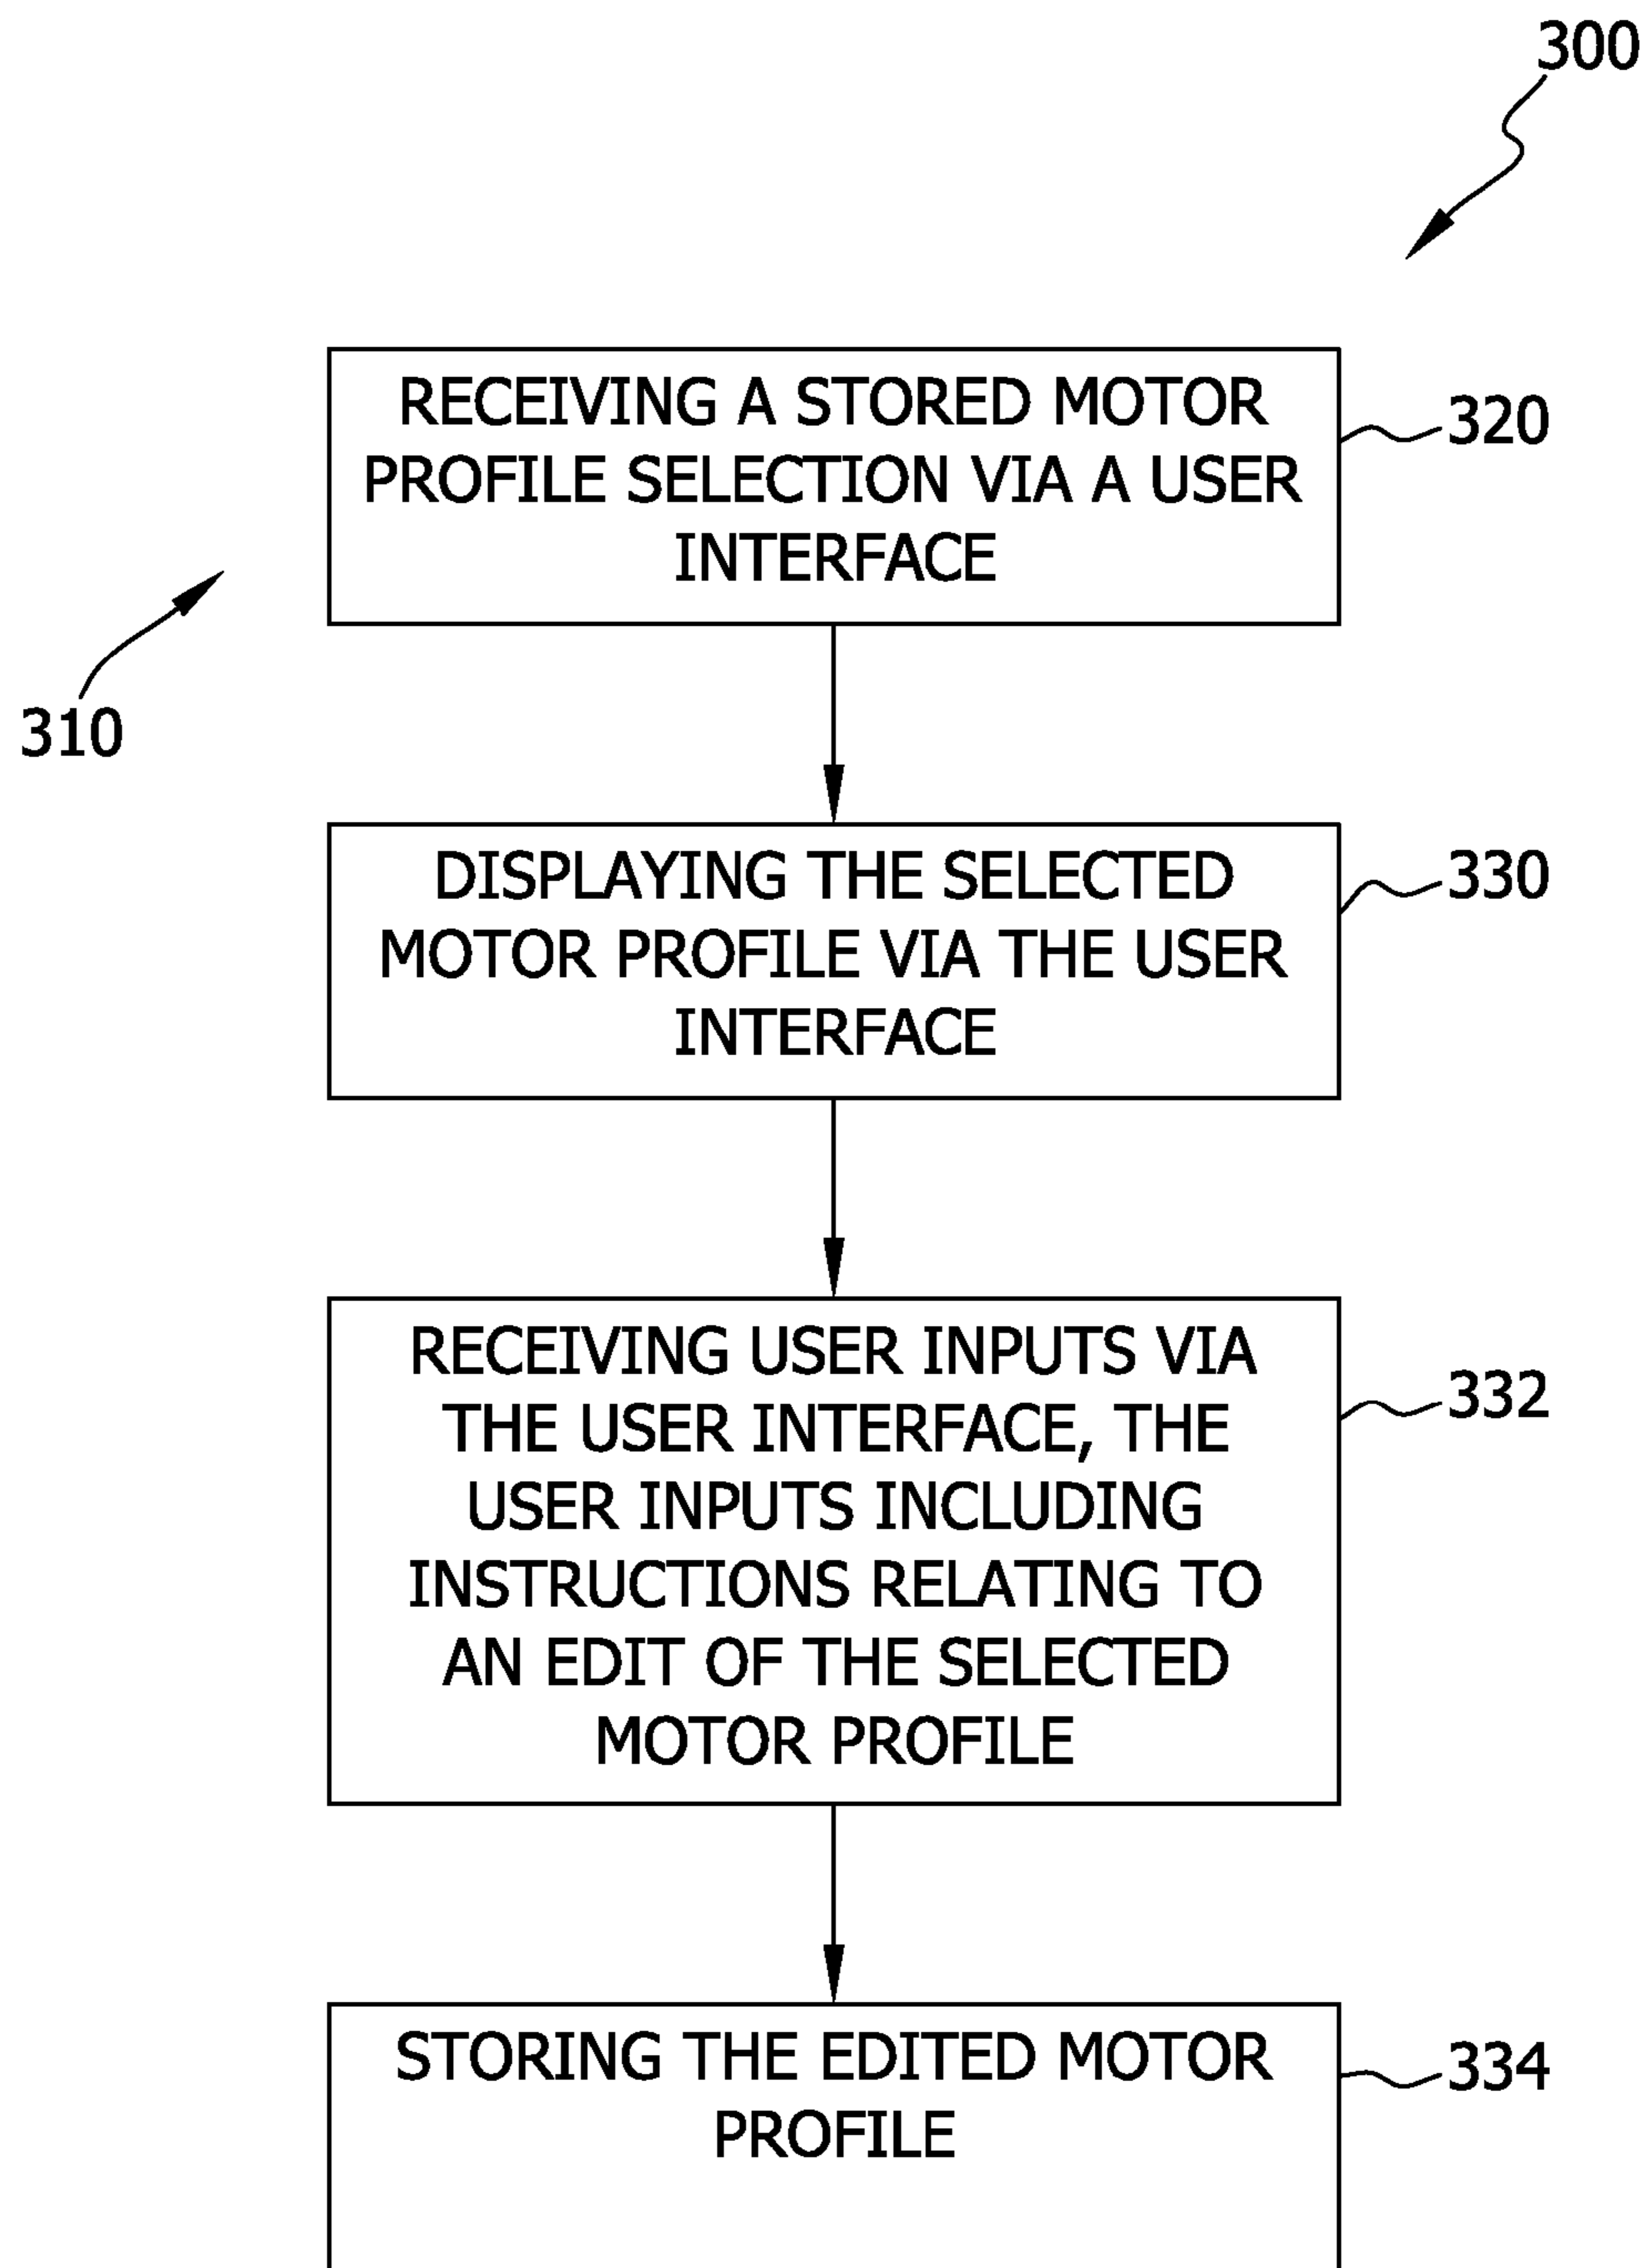 300
RECEIVING A STORED MOTOR
PROFILE SELECTION VIA A USER
INTERFACE
320
310
DISPLAYING THE SELECTED
MOTOR PROFILE VIA THE USER
INTERFACE
330
RECEIVING USER INPUTS VIA
THE USER INTERFACE, THE
USER INPUTS INCLUDING
INSTRUCTIONS RELATING TO
AN EDIT OF THE SELECTED
MOTOR PROFILE
332
STORING THE EDITED MOTOR
PROFILE
334